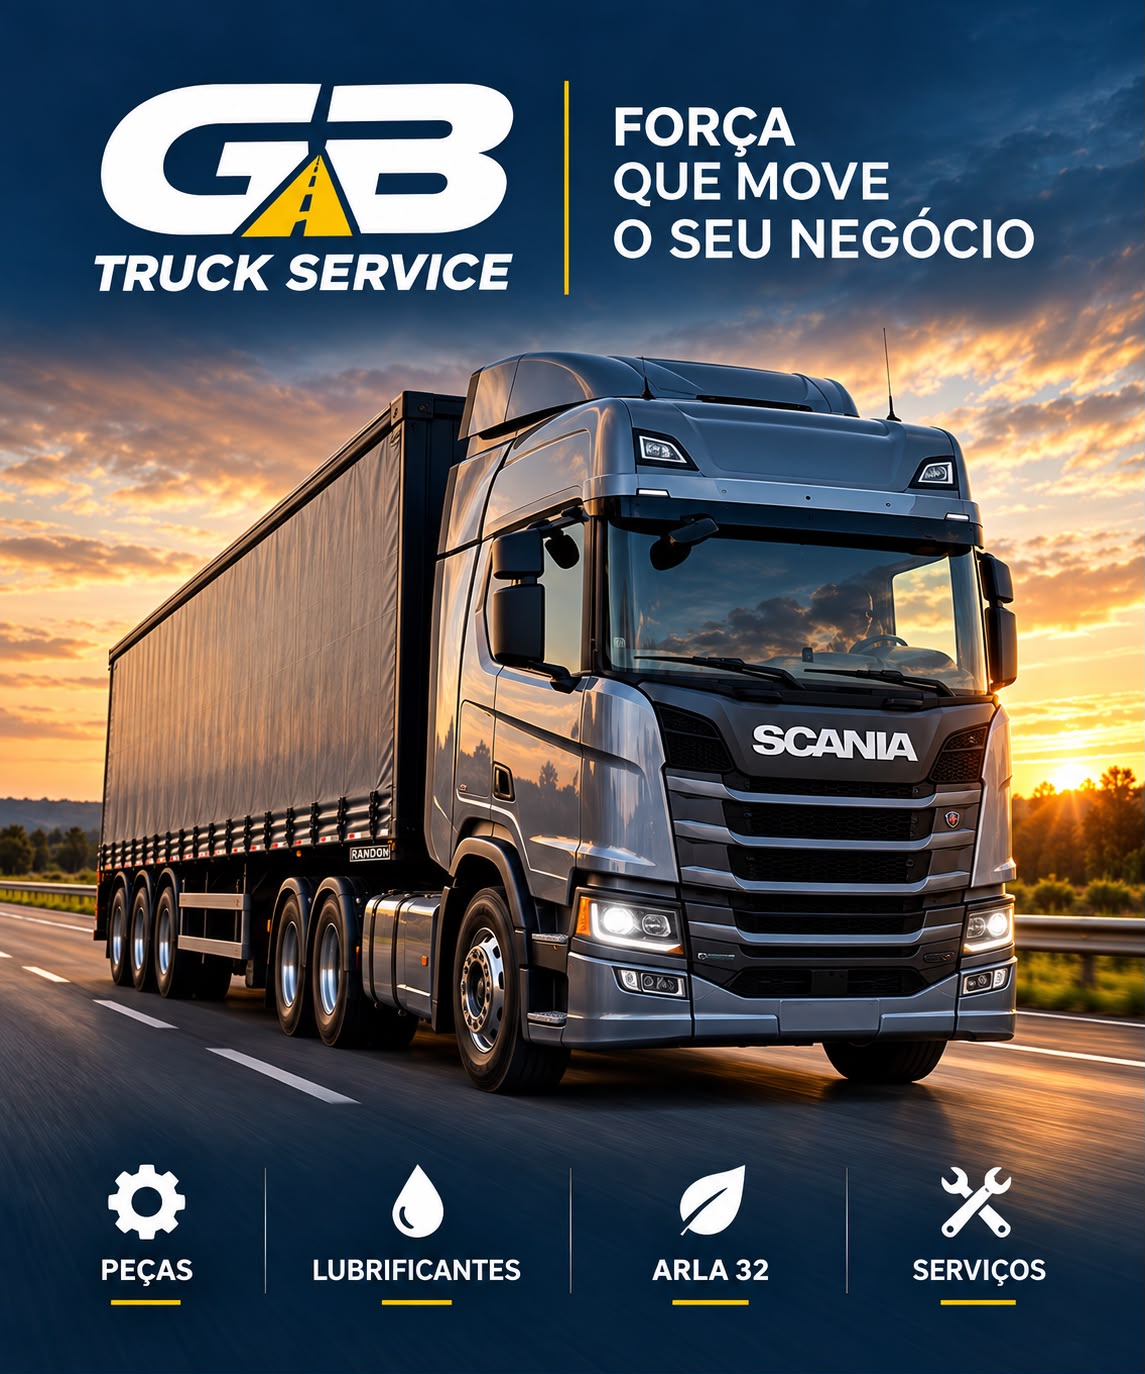 GB
TRUCK SERVICE
FORÇA
QUE MOVE
O SEU NEGÓCIO
SCANIA
RANDON
PEÇAS
LUBRIFICANTES
ARLA 32
SERVIÇOS